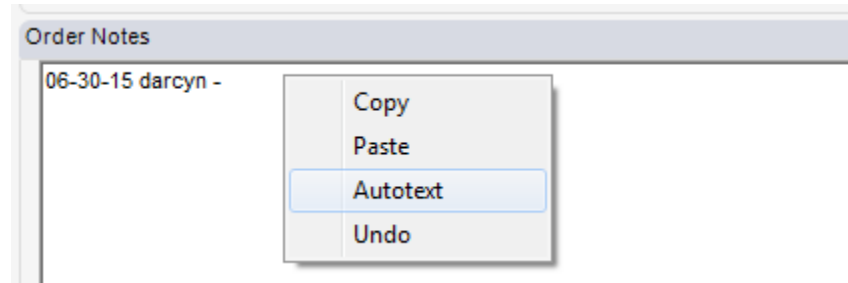 Order Notes
06-30-15 darcyn -
Copy
Paste
Autotext
Undo